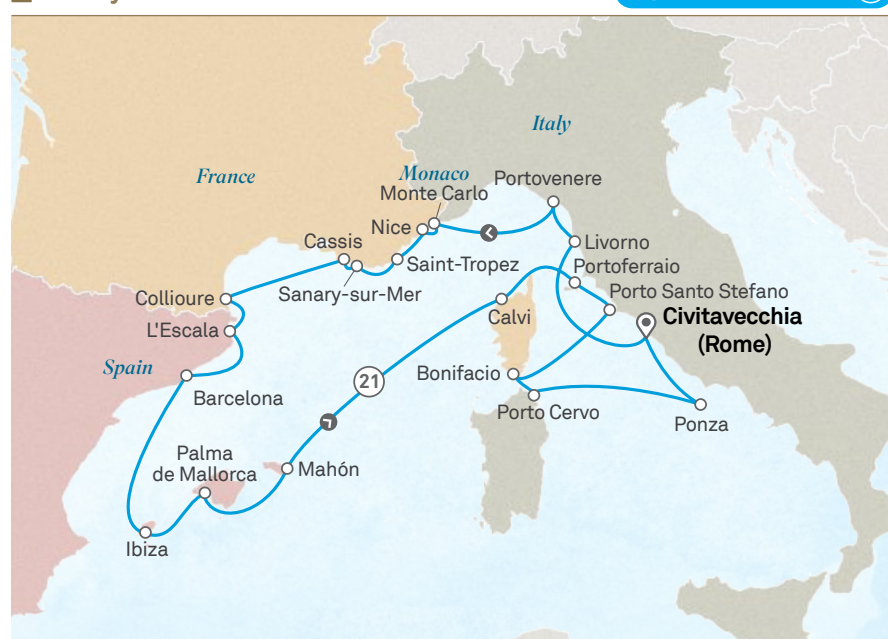 Italy
France
Monaco
Portovenere
Monte Carlo
Nice
Cassis
Livorno
Saint-Tropez
Portoferraio
Sanary-sur-Mer
Collioure
Porto Santo Stefano
Calvi
Civitavecchia
(Rome)
L'Escala
Spain
Bonifacio
21
Barcelona
Porto Cervo
Ponza
Palma
de Mallorca
Mahón
Ibiza